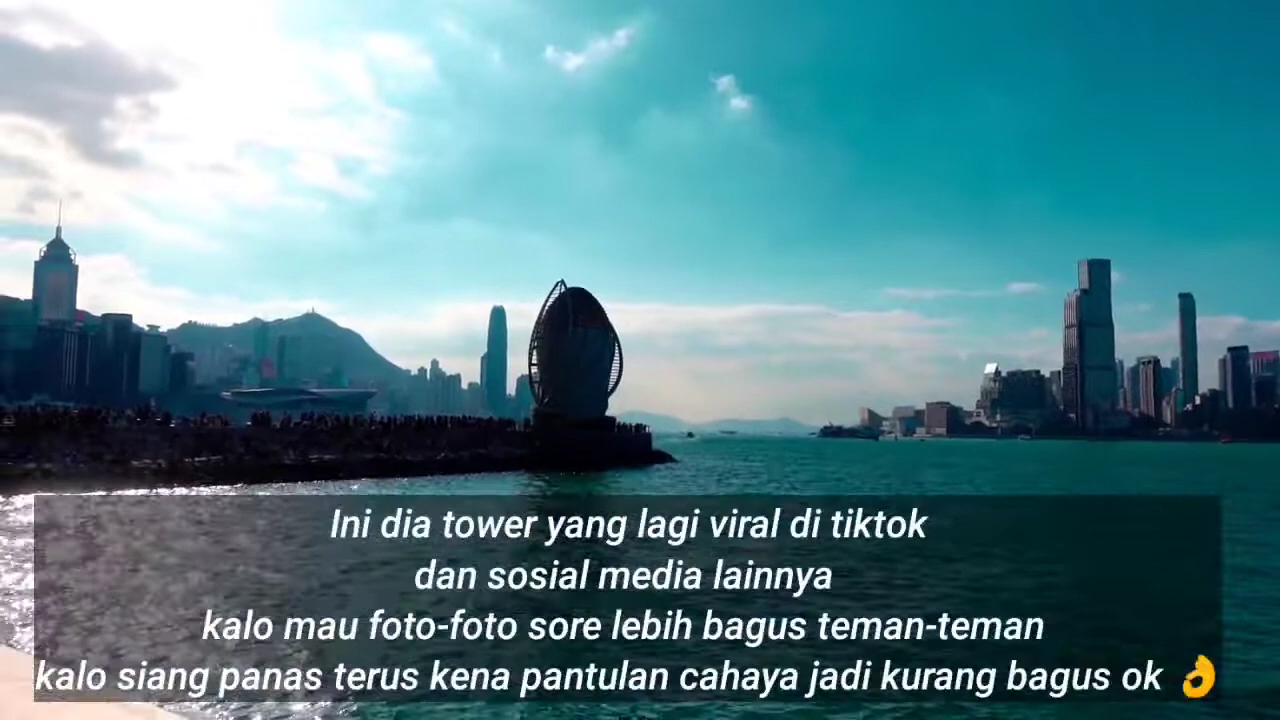 Ini dia tower yang lagi viral di tiktok
dan sosial media lainnya
kalo mau foto-foto sore lebih bagus teman-teman
kalo siang panas terus kena pantulan cahaya jadi kurang bagus ok 👌